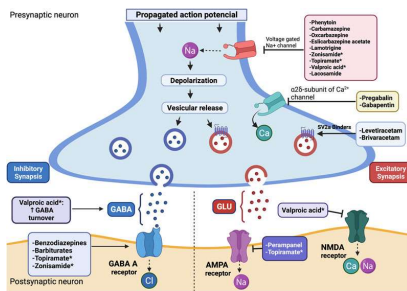 Presynaptic neuron
Propagated action potencial
Na
Voltage gated
Na+ channel
-Phenytoin
-Carbamazepine
-Oxcarbazepine
-Eslicarbazepine acetate
-Lamotrigine
-Zonisamide*
-Topiramate*
-Valproic acid*
-Lacosamide
Depolarization
Vesicular release
α2δ-subunit of Ca²⁺
channel
-Pregabalin
-Gabapentin
Ca
SV2a Binders
-Levetiracetam
-Brivaracetam
Inhibitory
Synapsis
Excitatory
Synapsis
Valproic acid*:
↑ GABA
turnover
GABA
GLU
Valproic acid*
-Benzodiazepines
-Barbiturates
-Topiramate*
-Zonisamide*
GABA A
receptor
Cl
AMPA
receptor
Na
-Perampanel
-Topiramate*
NMDA
receptor
Ca
Na
Postsynaptic neuron